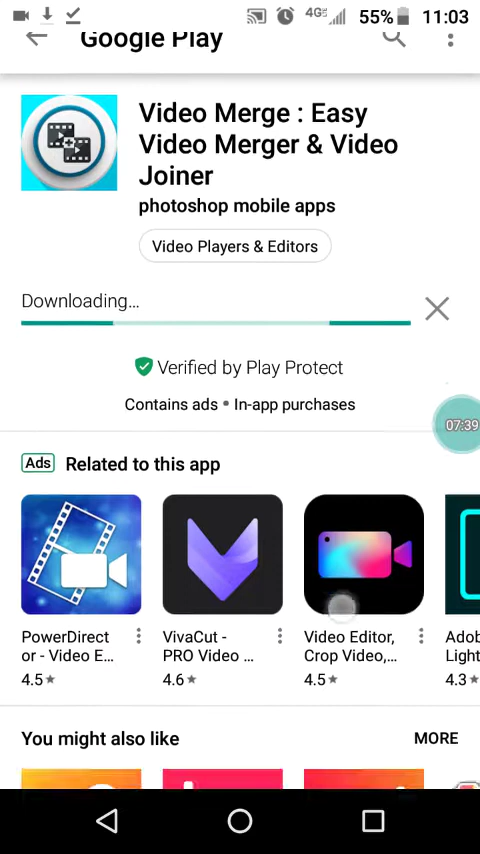 4G 55% 11:03
Google Play
Video Merge : Easy
Video Merger & Video
Joiner
photoshop mobile apps
Video Players & Editors
Downloading…
Verified by Play Protect
Contains ads • In-app purchases
07:39
Ads Related to this app
PowerDirect
or - Video E…
4.5★
VivaCut -
PRO Video …
4.6★
Video Editor,
Crop Video,…
4.5★
Adob
Light
4.3★
You might also like MORE